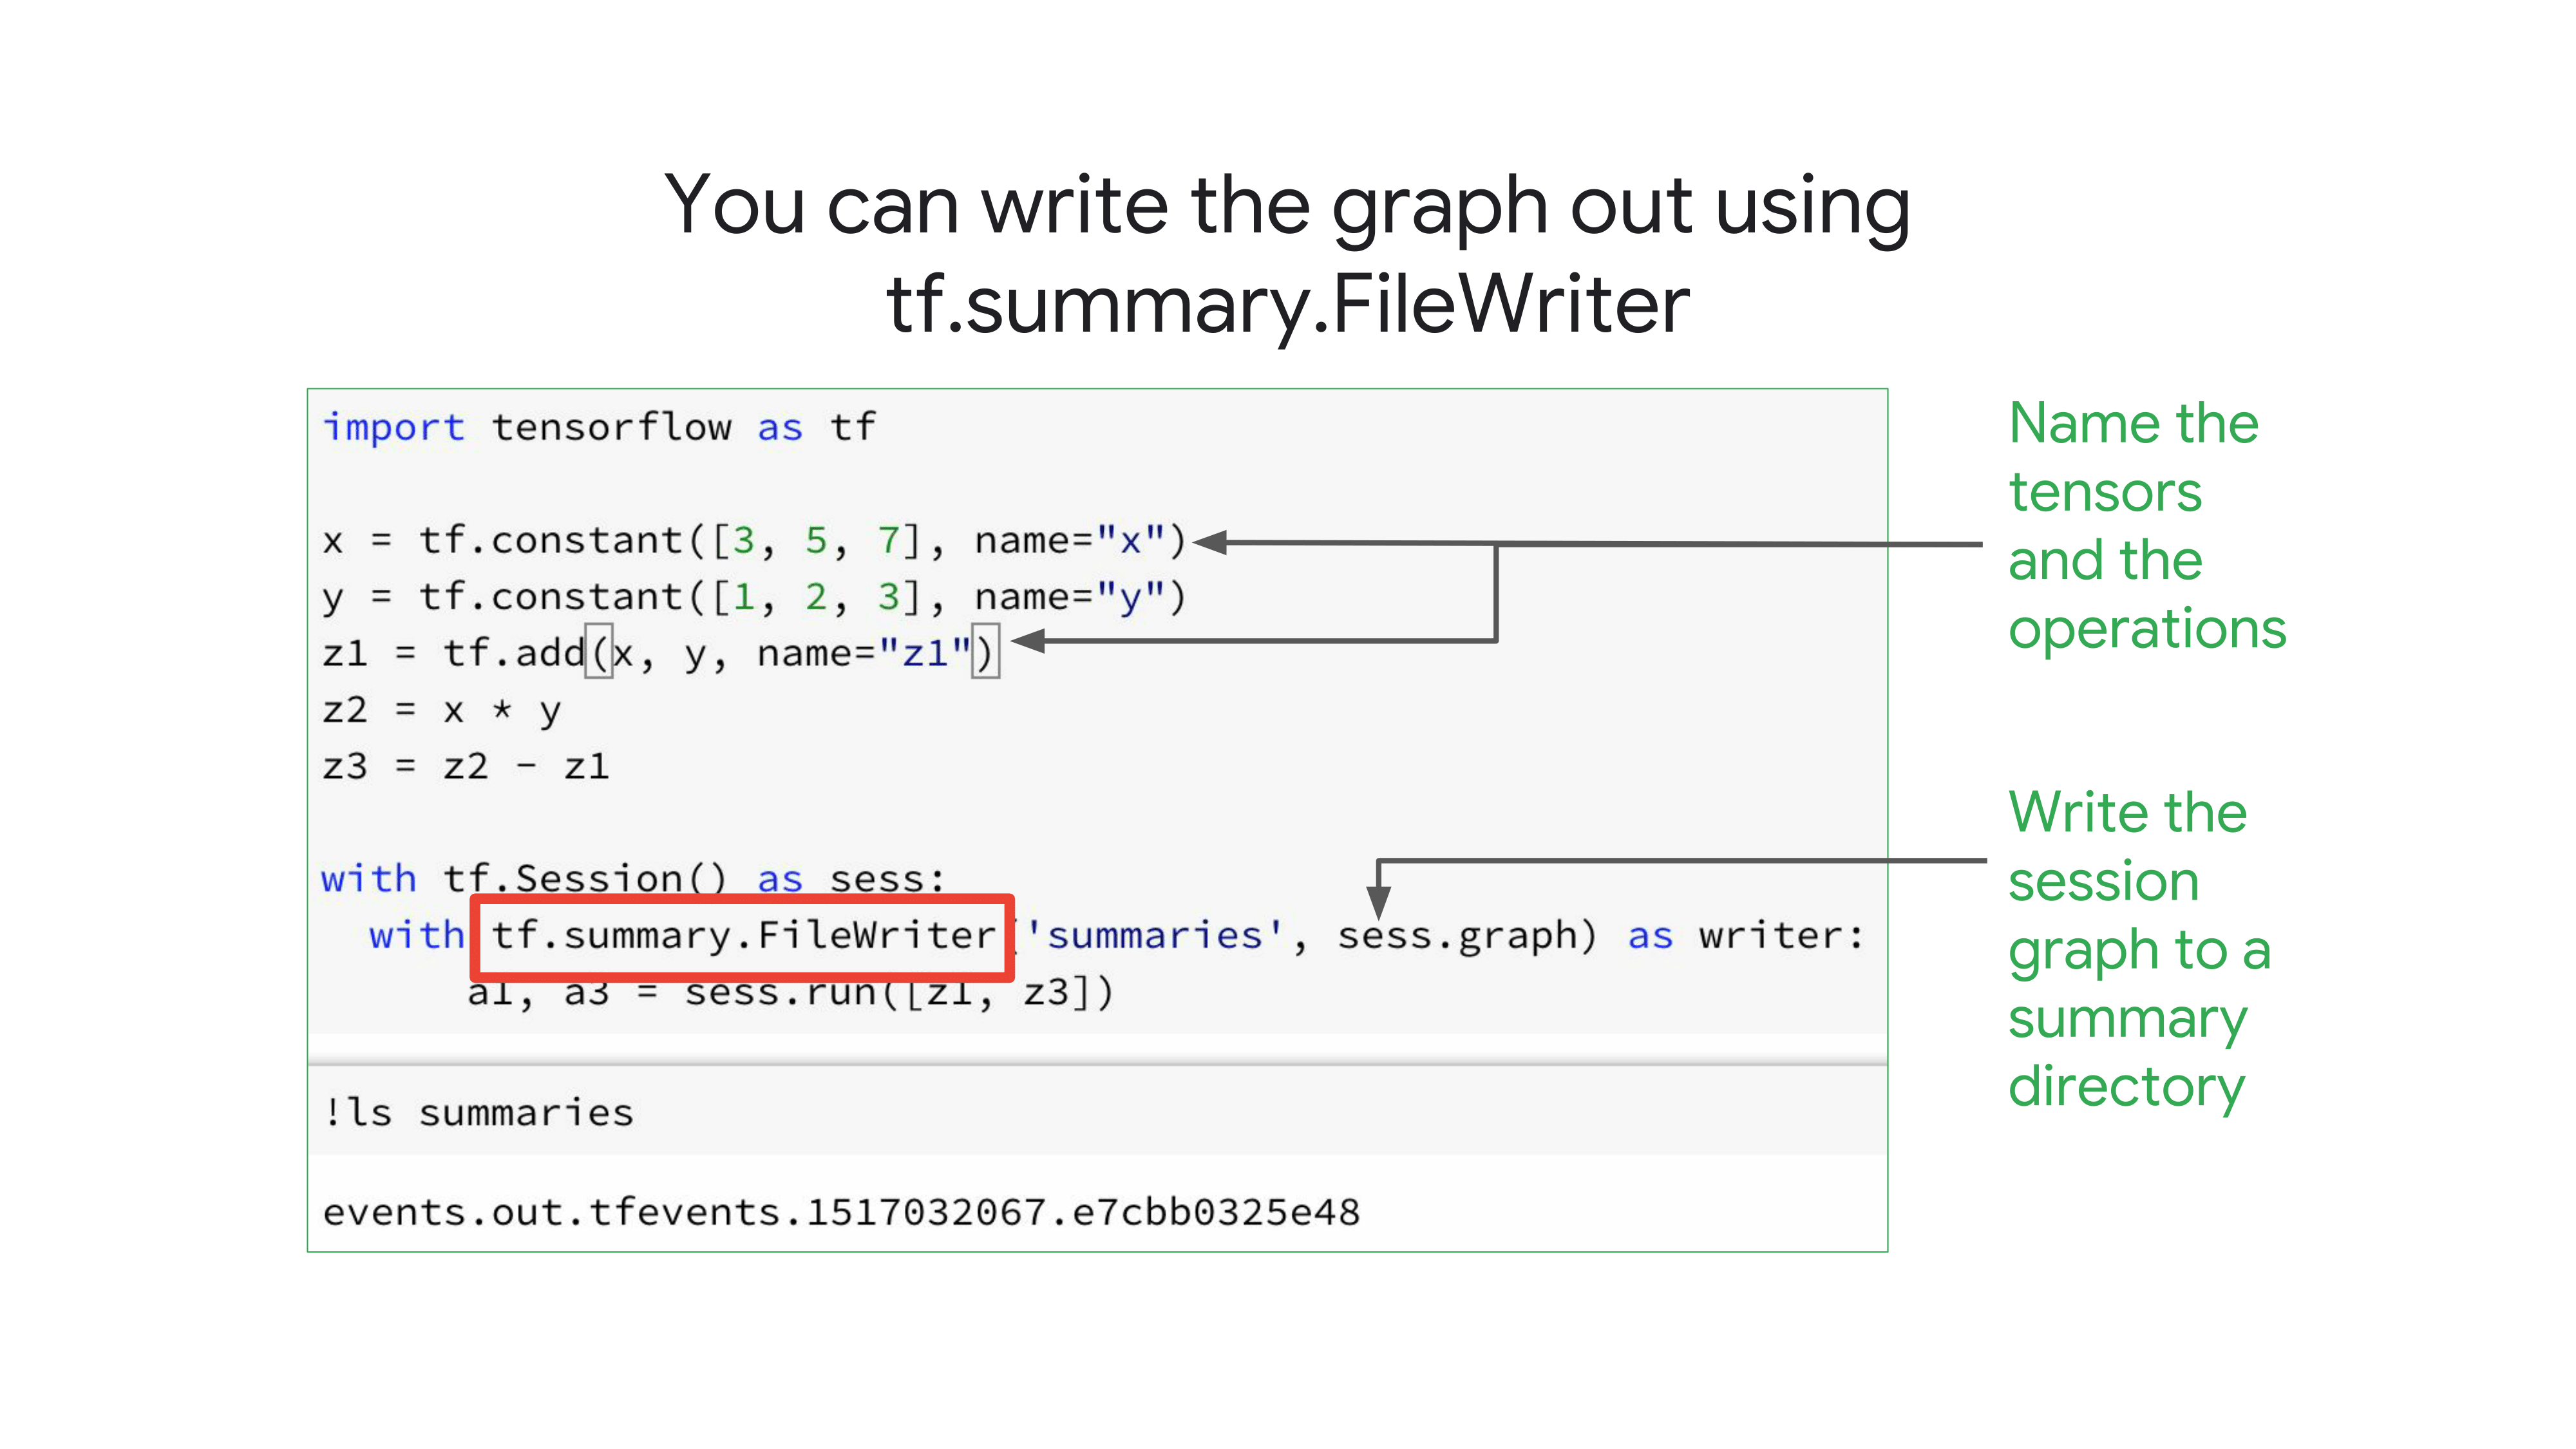 You can write the graph out using
tf.summary.FileWriter
import tensorflow as tf
x = tf.constant([3, 5, 7], name="x")
y = tf.constant([1, 2, 3], name="y")
z1 = tf.add(x, y, name="z1")
z2 = x * y
z3 = z2 - z1
with tf.Session() as sess:
  with tf.summary.FileWriter('summaries', sess.graph) as writer:
      a1, a3 = sess.run([z1, z3])
!ls summaries
events.out.tfevents.1517032067.e7cbb0325e48
Name the
tensors
and the
operations
Write the
session
graph to a
summary
directory